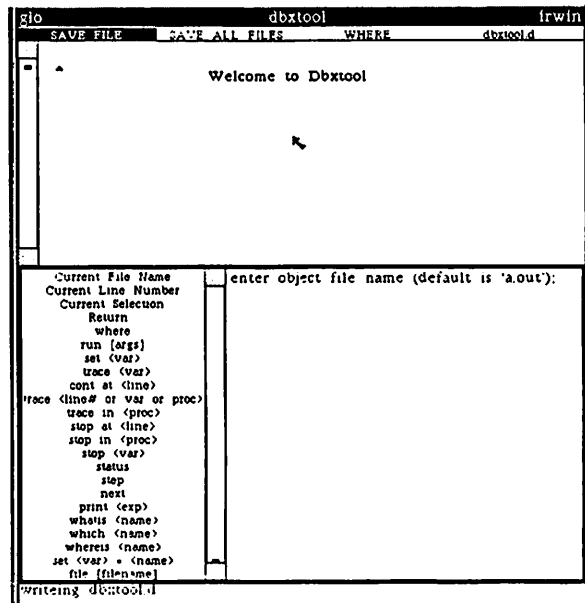 gio dbxtool irwin
SAVE FILE SAVE ALL FILES WHERE dbxtool.d
Welcome to Dbxtool
Current File Name
Current Line Number
Current Selection
Return
where
run [args]
set <var>
trace <var>
cont at <line>
trace <line# or var or proc>
trace in <proc>
stop at <line>
stop in <proc>
stop <var>
status
step
next
print <exp>
whatis <name>
which <name>
whereis <name>
set <var> = <name>
file [filename]
enter object file name (default is 'a.out');
writeing dbxtool.d